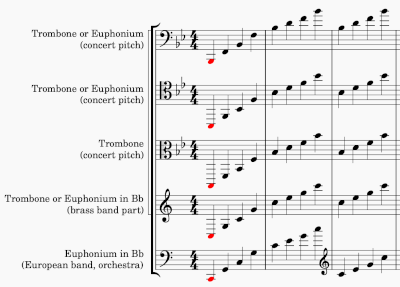 Trombone or Euphonium
(concert pitch)
Trombone or Euphonium
(concert pitch)
Trombone
(concert pitch)
Trombone or Euphonium in Bb
(brass band part)
Euphonium in Bb
(European band, orchestra)